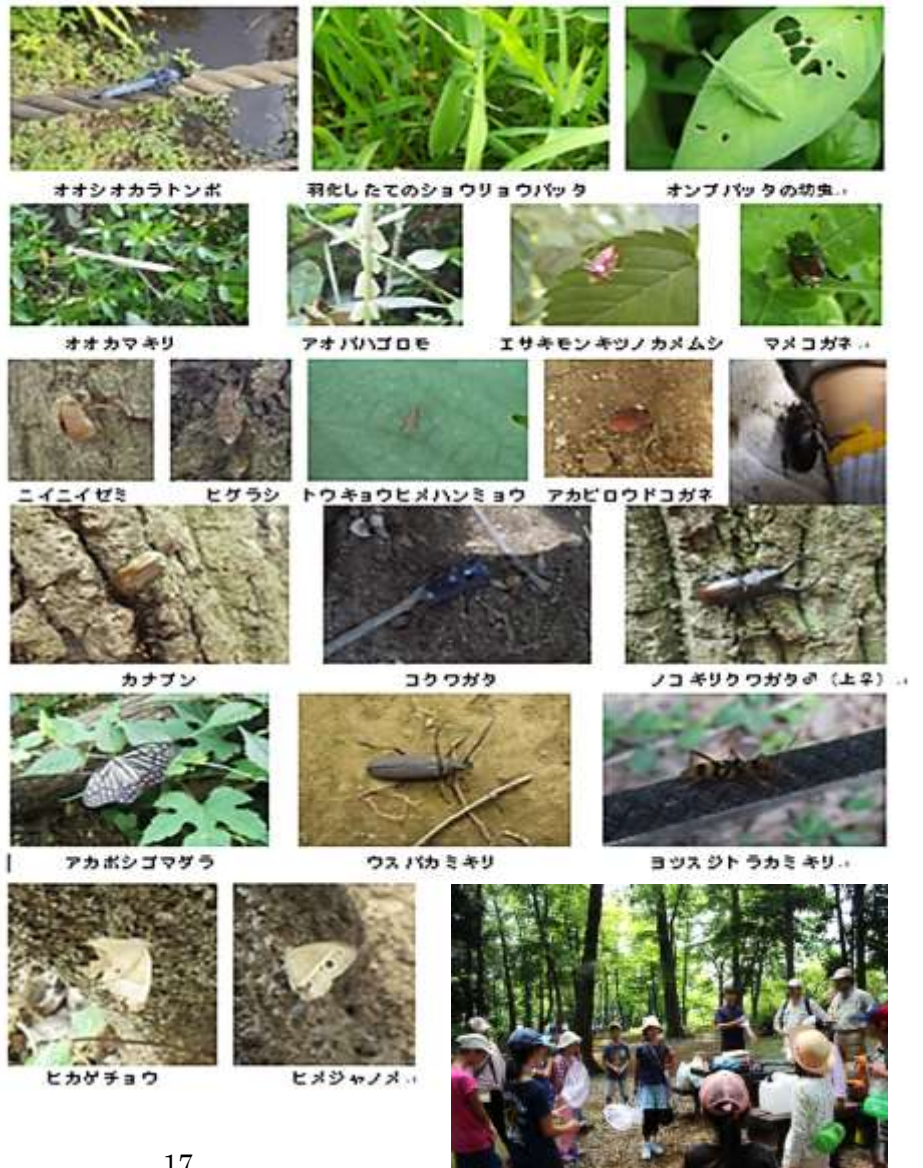 オオシオカラトンボ 羽化したてのショウリョウバッタ オンブバッタの幼虫
オオカマキリ アオバハゴロモ エサキモンキツノカメムシ マメコガネ
ニイニイゼミ ヒグラシ トウキョウヒメハンミョウ アカビロウドコガネ
カナブン コクワガタ ノコギリクワガタ♂（上も）
アカボシゴマダラ ウスバカミキリ ヨツスジトラカミキリ
ヒカゲチョウ ヒメジャノメ
17